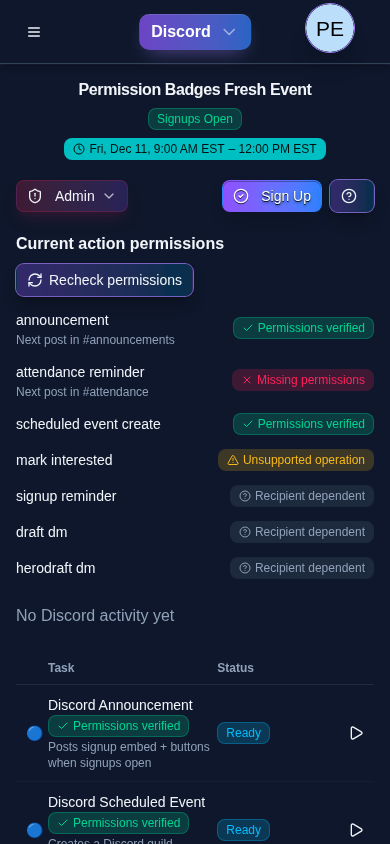 Discord
PE
Permission Badges Fresh Event
Signups Open
Fri, Dec 11, 9:00 AM EST – 12:00 PM EST
Admin
Sign Up
Current action permissions
Recheck permissions
announcement
Permissions verified
Next post in #announcements
attendance reminder
Missing permissions
Next post in #attendance
scheduled event create
Permissions verified
mark interested
Unsupported operation
signup reminder
Recipient dependent
draft dm
Recipient dependent
herodraft dm
Recipient dependent
No Discord activity yet
Task Status
Discord Announcement
Permissions verified
Ready
Posts signup embed + buttons
when signups open
Discord Scheduled Event
Permissions verified
Ready
Creates a Discord guild